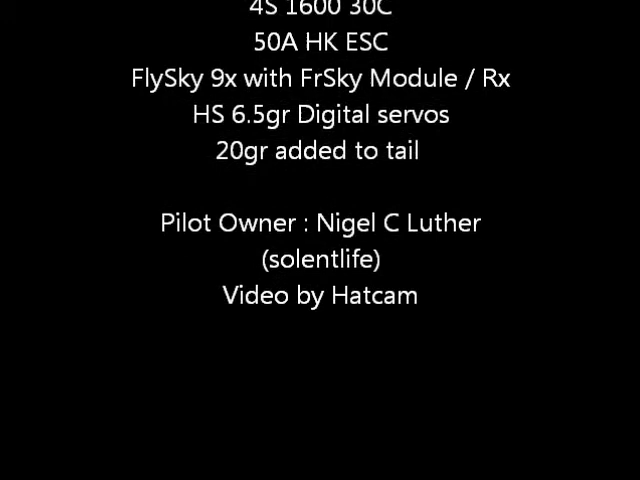 4S 1600 30C
50A HK ESC
FlySky 9x with FrSky Module / Rx
HS 6.5gr Digital servos
20gr added to tail
Pilot Owner : Nigel C Luther
(solentlife)
Video by Hatcam